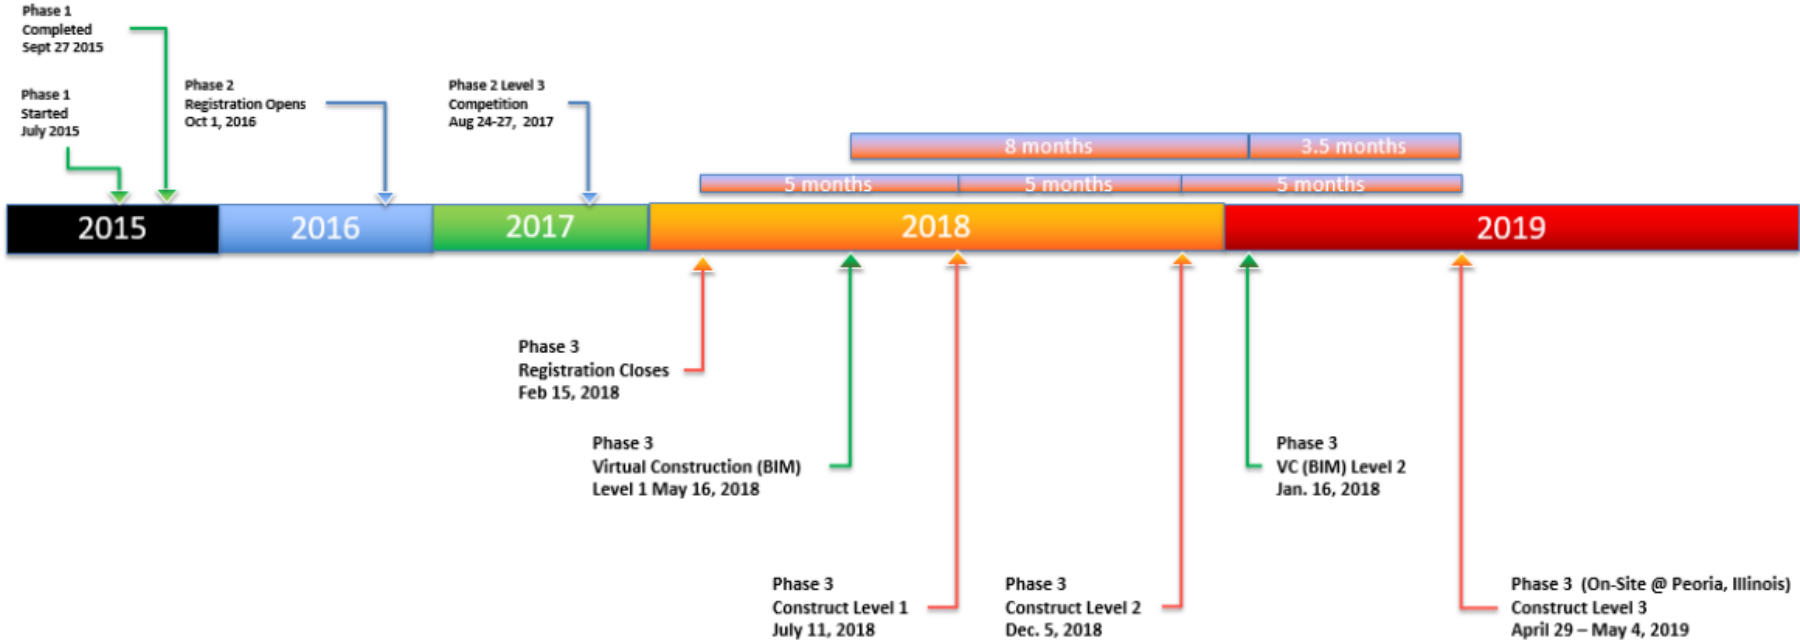 Phase 1
Completed
Sept 27 2015
Phase 1
Started
July 2015
Phase 2
Registration Opens
Oct 1, 2016
Phase 2 Level 3
Competition
Aug 24-27, 2017
8 months
3.5 months
5 months
5 months
5 months
2015
2016
2017
2018
2019
Phase 3
Registration Closes
Feb 15, 2018
Phase 3
Virtual Construction (BIM)
Level 1 May 16, 2018
Phase 3
VC (BIM) Level 2
Jan. 16, 2018
Phase 3
Construct Level 1
July 11, 2018
Phase 3
Construct Level 2
Dec. 5, 2018
Phase 3 (On-Site @ Peoria, Illinois)
Construct Level 3
April 29 – May 4, 2019